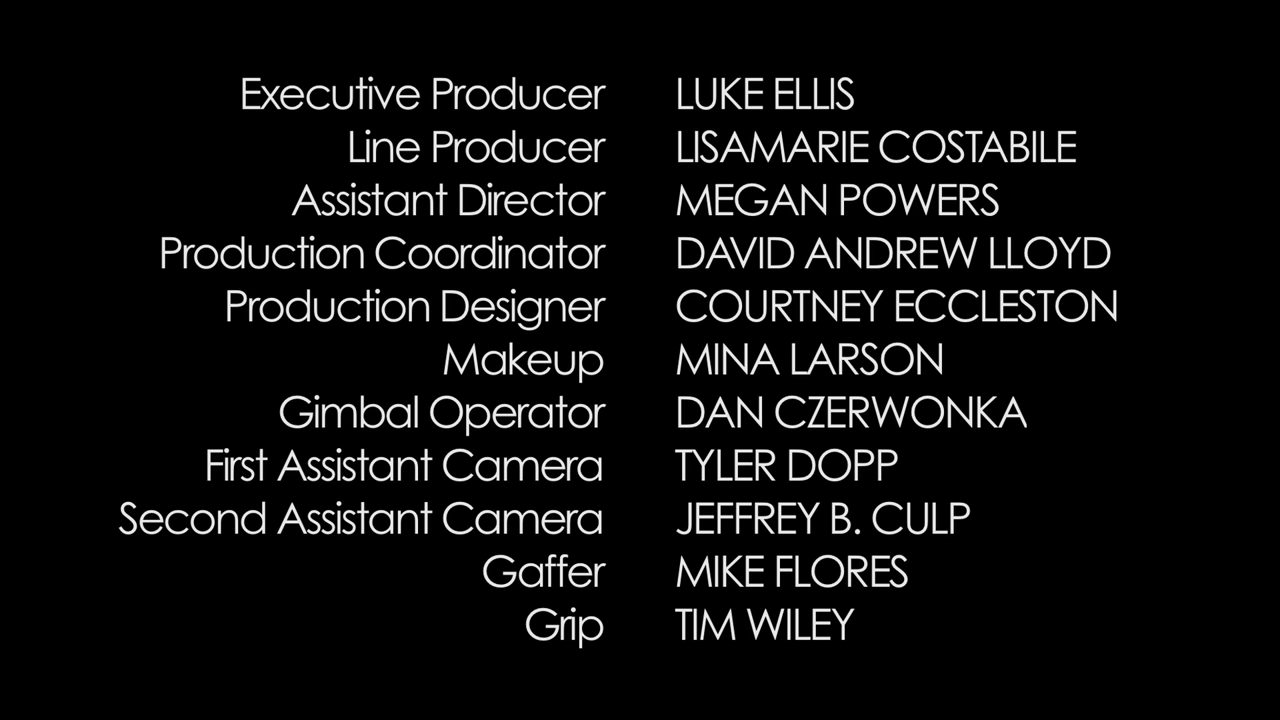 Executive Producer LUKE ELLIS
Line Producer LISAMARIE COSTABILE
Assistant Director MEGAN POWERS
Production Coordinator DAVID ANDREW LLOYD
Production Designer COURTNEY ECCLESTON
Makeup MINA LARSON
Gimbal Operator DAN CZERWONKA
First Assistant Camera TYLER DOPP
Second Assistant Camera JEFFREY B. CULP
Gaffer MIKE FLORES
Grip TIM WILEY